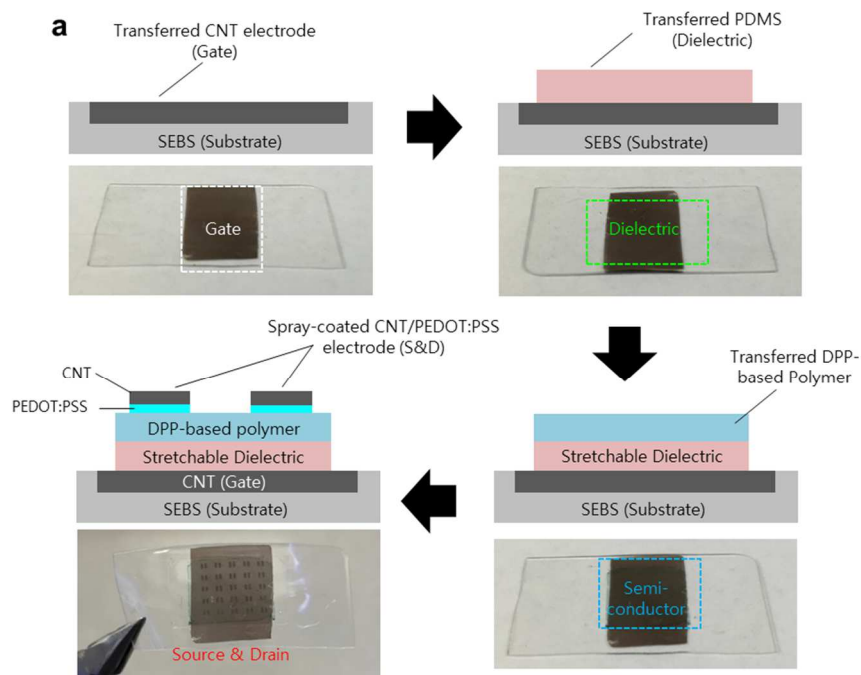 a
Transferred CNT electrode
(Gate)
SEBS (Substrate)
Gate
Transferred PDMS
(Dielectric)
SEBS (Substrate)
Dielectric
Transferred DPP-
based Polymer
Stretchable Dielectric
SEBS (Substrate)
Semi-
conductor
Spray-coated CNT/PEDOT:PSS
electrode (S&D)
CNT
PEDOT:PSS
DPP-based polymer
Stretchable Dielectric
CNT (Gate)
SEBS (Substrate)
Source & Drain